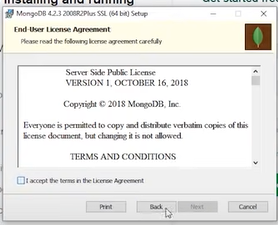 Installing and running
MongoDB 4.2.3 2008R2Plus SSL (64 bit) Setup
End-User License Agreement
Please read the following license agreement carefully
Server Side Public License
VERSION 1, OCTOBER 16, 2018
Copyright © 2018 MongoDB, Inc.
Everyone is permitted to copy and distribute verbatim copies of this
license document, but changing it is not allowed.
TERMS AND CONDITIONS
I accept the terms in the License Agreement
Print
Back
Next
Cancel